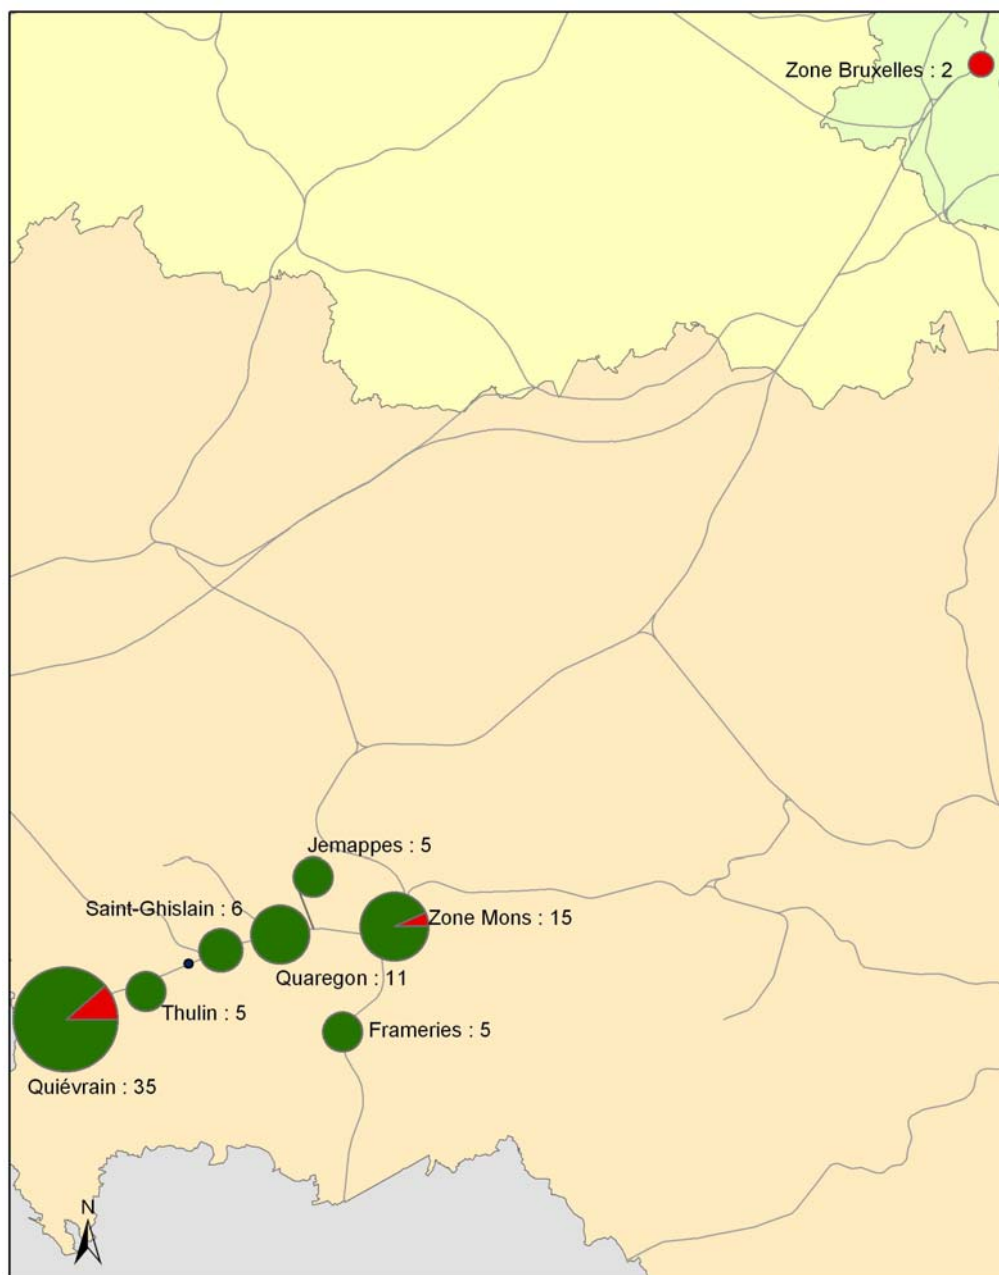 Zone Bruxelles : 2
Jemappes : 5
Saint-Ghislain : 6
Zone Mons : 15
Quaregon : 11
Thulin : 5
Frameries : 5
Quiévrain : 35
N